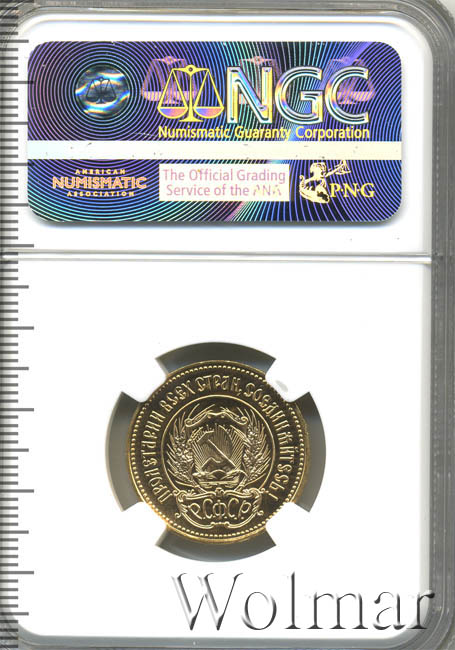 NGC
Numismatic Guaranty Corporation
AMERICAN
NUMISMATIC
ASSOCIATION
The Official Grading
Service of the PNG
P·N·G
ПРОЛЕТАРИИ ВСЕХ СТРАН, СОЕДИНЯЙТЕСЬ!
РСФСР
Wolmar